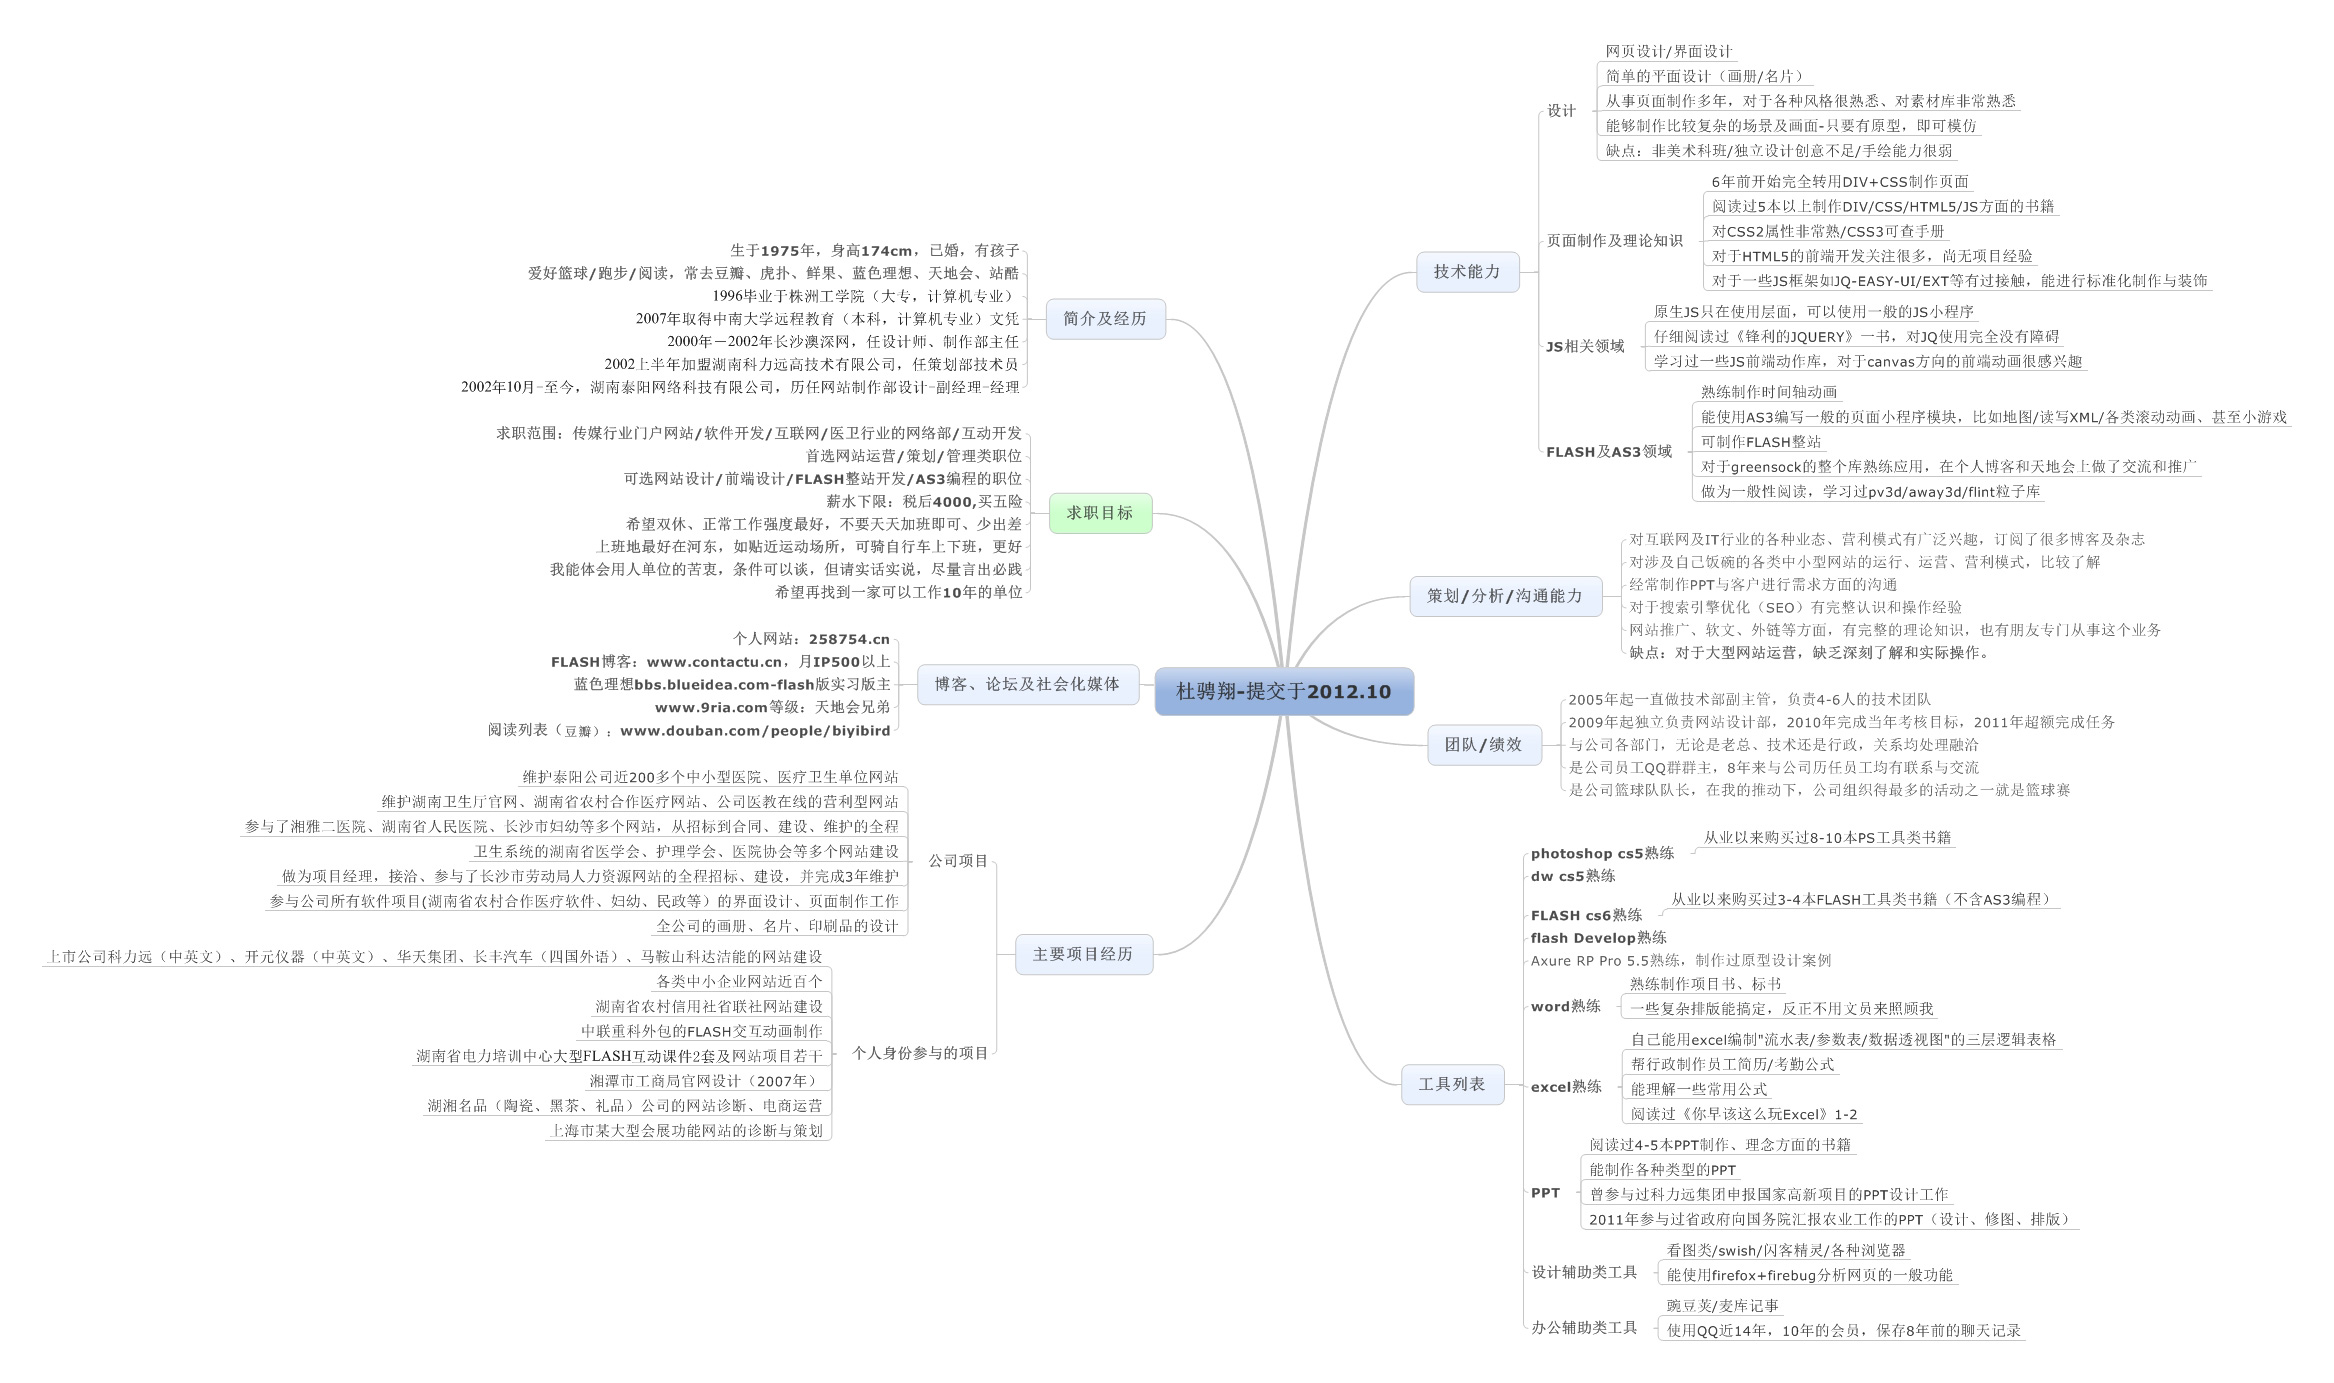 杜骋翔-提交于2012.10
简介及经历
生于1975年，身高174cm，已婚，有孩子
爱好篮球/跑步/阅读，常去豆瓣、虎扑、鲜果、蓝色理想、天地会、站酷
1996毕业于株洲工学院（大专，计算机专业）
2007年取得中南大学远程教育（本科，计算机专业）文凭
2000年－2002年长沙澳深网，任设计师、制作部主任
2002上半年加盟湖南科力远高技术有限公司，任策划部技术员
2002年10月-至今，湖南泰阳网络科技有限公司，历任网站制作部设计-副经理-经理
求职目标
求职范围：传媒行业门户网站/软件开发/互联网/医卫行业的网络部/互动开发
首选网站运营/策划/管理类职位
可选网站设计/前端设计/FLASH整站开发/AS3编程的职位
薪水下限：税后4000,买五险
希望双休、正常工作强度最好，不要天天加班即可、少出差
上班地最好在河东，如贴近运动场所，可骑自行车上下班，更好
我能体会用人单位的苦衷，条件可以谈，但请实话实说，尽量言出必践
希望再找到一家可以工作10年的单位
博客、论坛及社会化媒体
个人网站：258754.cn
FLASH博客：www.contactu.cn，月IP500以上
蓝色理想bbs.blueidea.com-flash版实习版主
www.9ria.com等级：天地会兄弟
阅读列表（豆瓣）：www.douban.com/people/biyibird
主要项目经历
公司项目
维护泰阳公司近200多个中小型医院、医疗卫生单位网站
维护湖南卫生厅官网、湖南省农村合作医疗网站、公司医教在线的营利型网站
参与了湘雅二医院、湖南省人民医院、长沙市妇幼等多个网站，从招标到合同、建设、维护的全程
卫生系统的湖南省医学会、护理学会、医院协会等多个网站建设
做为项目经理，接洽、参与了长沙市劳动局人力资源网站的全程招标、建设，并完成3年维护
参与公司所有软件项目(湖南省农村合作医疗软件、妇幼、民政等）的界面设计、页面制作工作
全公司的画册、名片、印刷品的设计
个人身份参与的项目
上市公司科力远（中英文）、开元仪器（中英文）、华天集团、长丰汽车（四国外语）、马鞍山科达洁能的网站建设
各类中小企业网站近百个
湖南省农村信用社省联社网站建设
中联重科外包的FLASH交互动画制作
湖南省电力培训中心大型FLASH互动课件2套及网站项目若干
湘潭市工商局官网设计（2007年）
湖湘名品（陶瓷、黑茶、礼品）公司的网站诊断、电商运营
上海市某大型会展功能网站的诊断与策划
技术能力
设计
网页设计/界面设计
简单的平面设计（画册/名片）
从事页面制作多年，对于各种风格很熟悉、对素材库非常熟悉
能够制作比较复杂的场景及画面-只要有原型，即可模仿
缺点：非美术科班/独立设计创意不足/手绘能力很弱
页面制作及理论知识
6年前开始完全转用DIV+CSS制作页面
阅读过5本以上制作DIV/CSS/HTML5/JS方面的书籍
对CSS2属性非常熟/CSS3可查手册
对于HTML5的前端开发关注很多，尚无项目经验
对于一些JS框架如JQ-EASY-UI/EXT等有过接触，能进行标准化制作与装饰
JS相关领域
原生JS只在使用层面，可以使用一般的JS小程序
仔细阅读过《锋利的JQUERY》一书，对JQ使用完全没有障碍
学习过一些JS前端动作库，对于canvas方向的前端动画很感兴趣
FLASH及AS3领域
熟练制作时间轴动画
能使用AS3编写一般的页面小程序模块，比如地图/读写XML/各类滚动动画、甚至小游戏
可制作FLASH整站
对于greensock的整个库熟练应用，在个人博客和天地会上做了交流和推广
做为一般性阅读，学习过pv3d/away3d/flint粒子库
策划/分析/沟通能力
对互联网及IT行业的各种业态、营利模式有广泛兴趣，订阅了很多博客及杂志
对涉及自己饭碗的各类中小型网站的运行、运营、营利模式，比较了解
经常制作PPT与客户进行需求方面的沟通
对于搜索引擎优化（SEO）有完整认识和操作经验
网站推广、软文、外链等方面，有完整的理论知识，也有朋友专门从事这个业务
缺点：对于大型网站运营，缺乏深刻了解和实际操作。
团队/绩效
2005年起一直做技术部副主管，负责4-6人的技术团队
2009年起独立负责网站设计部，2010年完成当年考核目标，2011年超额完成任务
与公司各部门，无论是老总、技术还是行政，关系均处理融洽
是公司员工QQ群群主，8年来与公司历任员工均有联系与交流
是公司篮球队队长，在我的推动下，公司组织得最多的活动之一就是篮球赛
工具列表
photoshop cs5熟练
从业以来购买过8-10本PS工具类书籍
dw cs5熟练
FLASH cs6熟练
从业以来购买过3-4本FLASH工具类书籍（不含AS3编程）
flash Develop熟练
Axure RP Pro 5.5熟练，制作过原型设计案例
word熟练
熟练制作项目书、标书
一些复杂排版能搞定，反正不用文员来照顾我
excel熟练
自己能用excel编制"流水表/参数表/数据透视图"的三层逻辑表格
帮行政制作员工简历/考勤公式
能理解一些常用公式
阅读过《你早该这么玩Excel》1-2
PPT
阅读过4-5本PPT制作、理念方面的书籍
能制作各种类型的PPT
曾参与过科力远集团申报国家高新项目的PPT设计工作
2011年参与过省政府向国务院汇报农业工作的PPT（设计、修图、排版）
设计辅助类工具
看图类/swish/闪客精灵/各种浏览器
能使用firefox+firebug分析网页的一般功能
办公辅助类工具
豌豆荚/麦库记事
使用QQ近14年，10年的会员，保存8年前的聊天记录